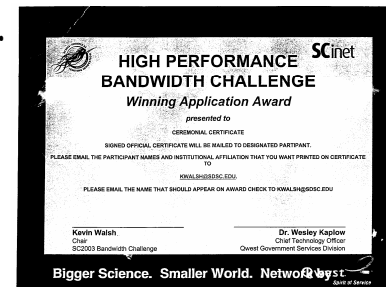 SCinet
HIGH PERFORMANCE
BANDWIDTH CHALLENGE
Winning Application Award
presented to
CEREMONIAL CERTIFICATE
SIGNED OFFICIAL CERTIFICATE WILL BE MAILED TO DESIGNATED PARTIPANT.
PLEASE EMAIL THE PARTICIPANT NAMES AND INSTITUTIONAL AFFILIATION THAT YOU WANT PRINTED ON CERTIFICATE
TO
KWALSH@SDSC.EDU.
PLEASE EMAIL THE NAME THAT SHOULD APPEAR ON AWARD CHECK TO KWALSH@SDSC.EDU
Kevin Walsh
Chair
SC2003 Bandwidth Challenge
Dr. Wesley Kaplow
Chief Technology Officer
Qwest Government Services Division
Bigger Science. Smaller World. Network by
Qwest
Spirit of Service